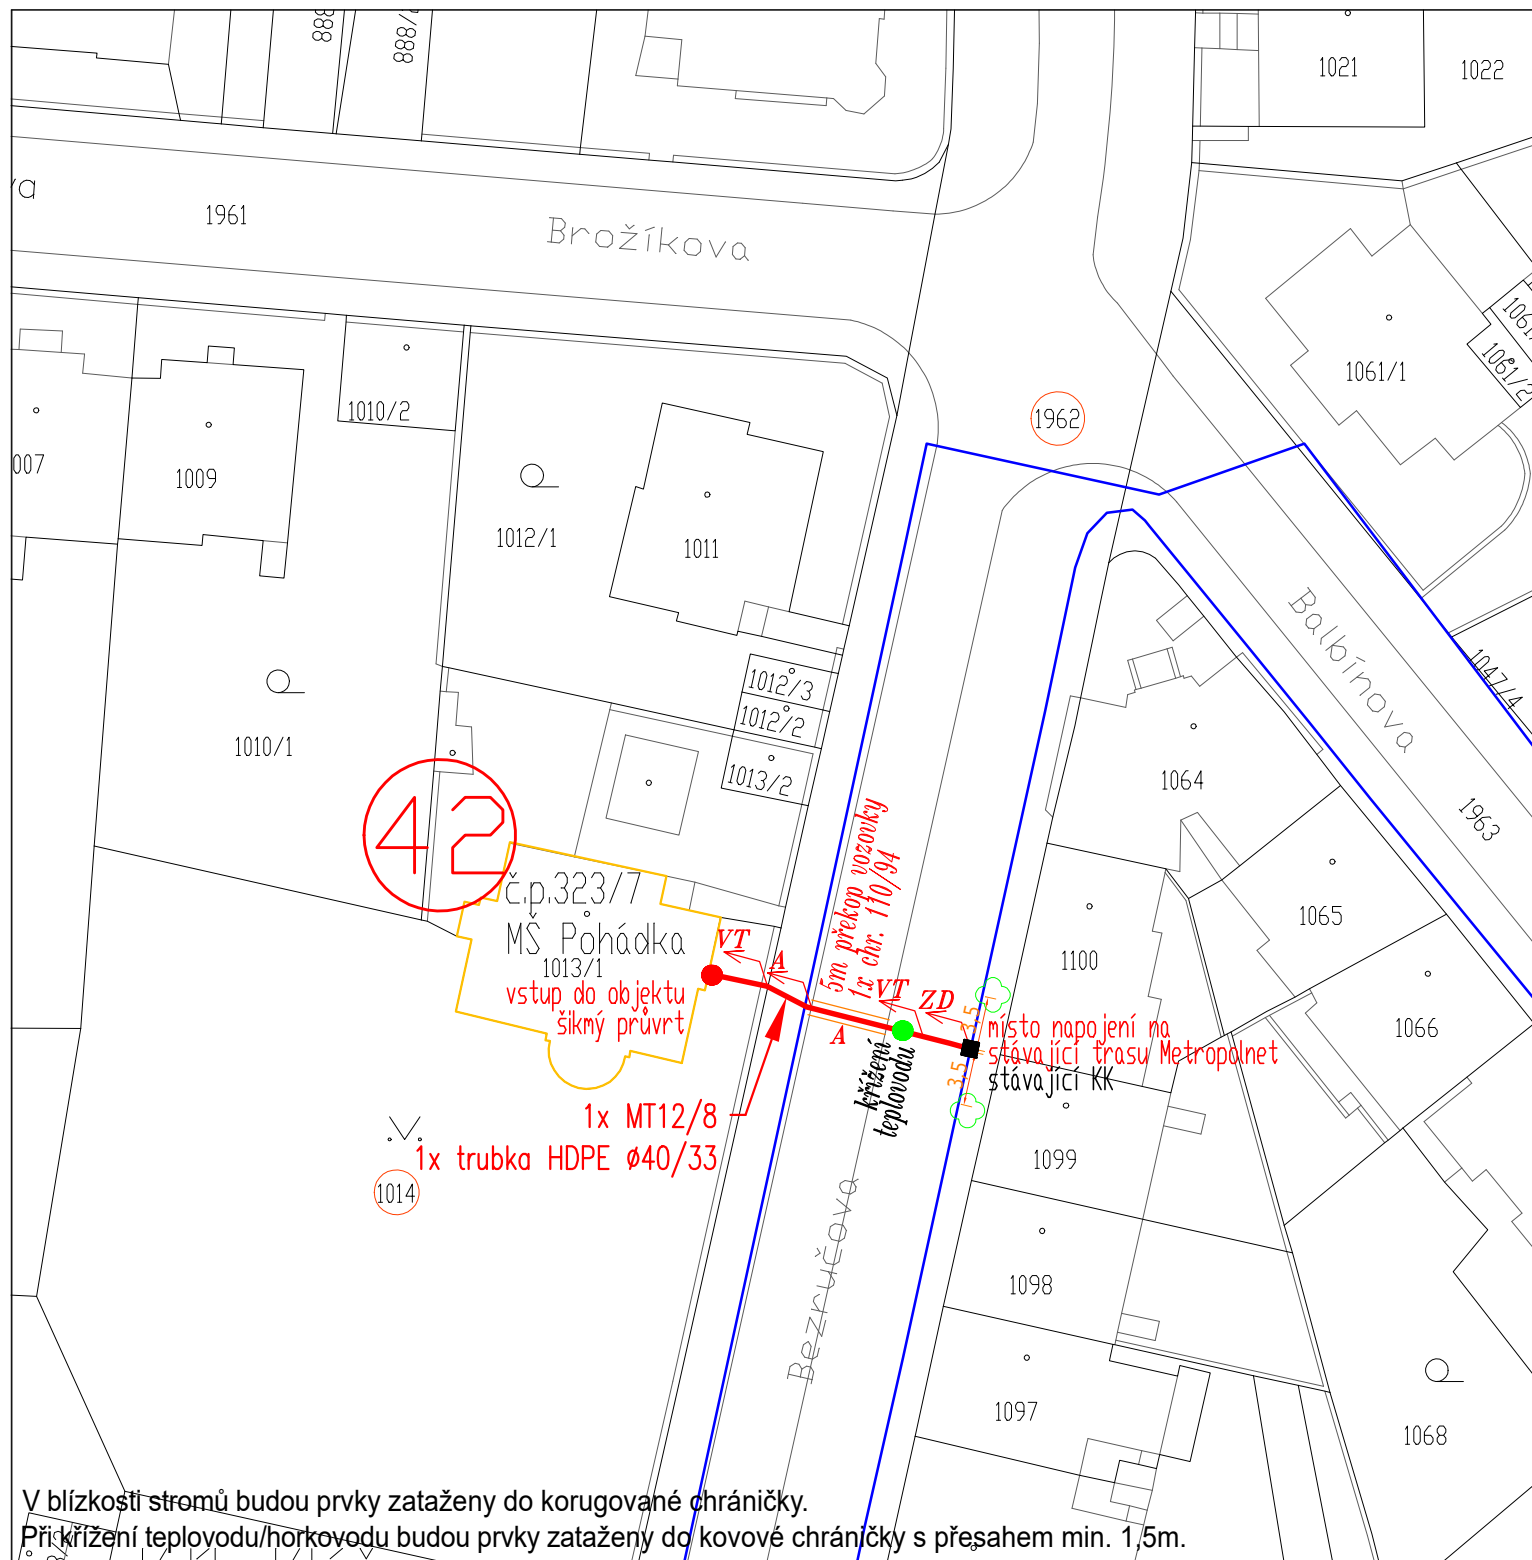 888/
1021
1022
1961
Brožíkova
1010/2
1009
007
1012/1
1011
1962
1061/1
1061/2
1061/
Balbínova
1047/4
1963
1012/3
1012/2
1013/2
1010/1
1064
42
č.p.323/7
MŠ Pohádka
1013/1
vstup do objektu
šikmý průvrt
VT
A
5m překop vozovky
1x chr. 110/94
VT
ZD
A
3,5
3,5
místo napojení na
stávající trasu Metropolnet
stávající KK
křížení
teplovodu
1x MT12/8
1x trubka HDPE ø40/33
1014
1065
1100
1066
1099
1098
1097
1068
Bezručova
V blízkosti stromů budou prvky zataženy do korugované chráničky.
Při křížení teplovodu/horkovodu budou prvky zataženy do kovové chráničky s přesahem min. 1,5m.